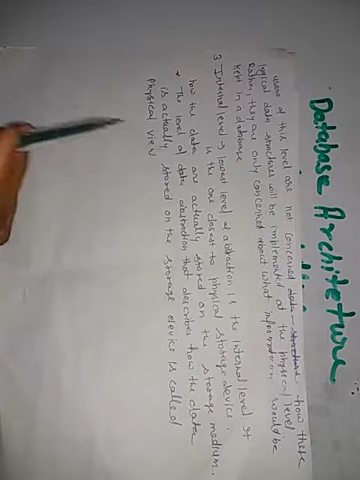 Database Architeture
users of this level are not concerned data structure. how these
logical data structures will be implemented at the physical level
Rather, they are only concerned about what information would be
kept in a database
3. Internal level → lowest level of abstraction is the internal level. It
is the one closest to physical storage device.
how the data are actually stored on the storage medium.
* The level of data abstraction that describes how the data
is actually stored on the storage device is called
Physical view